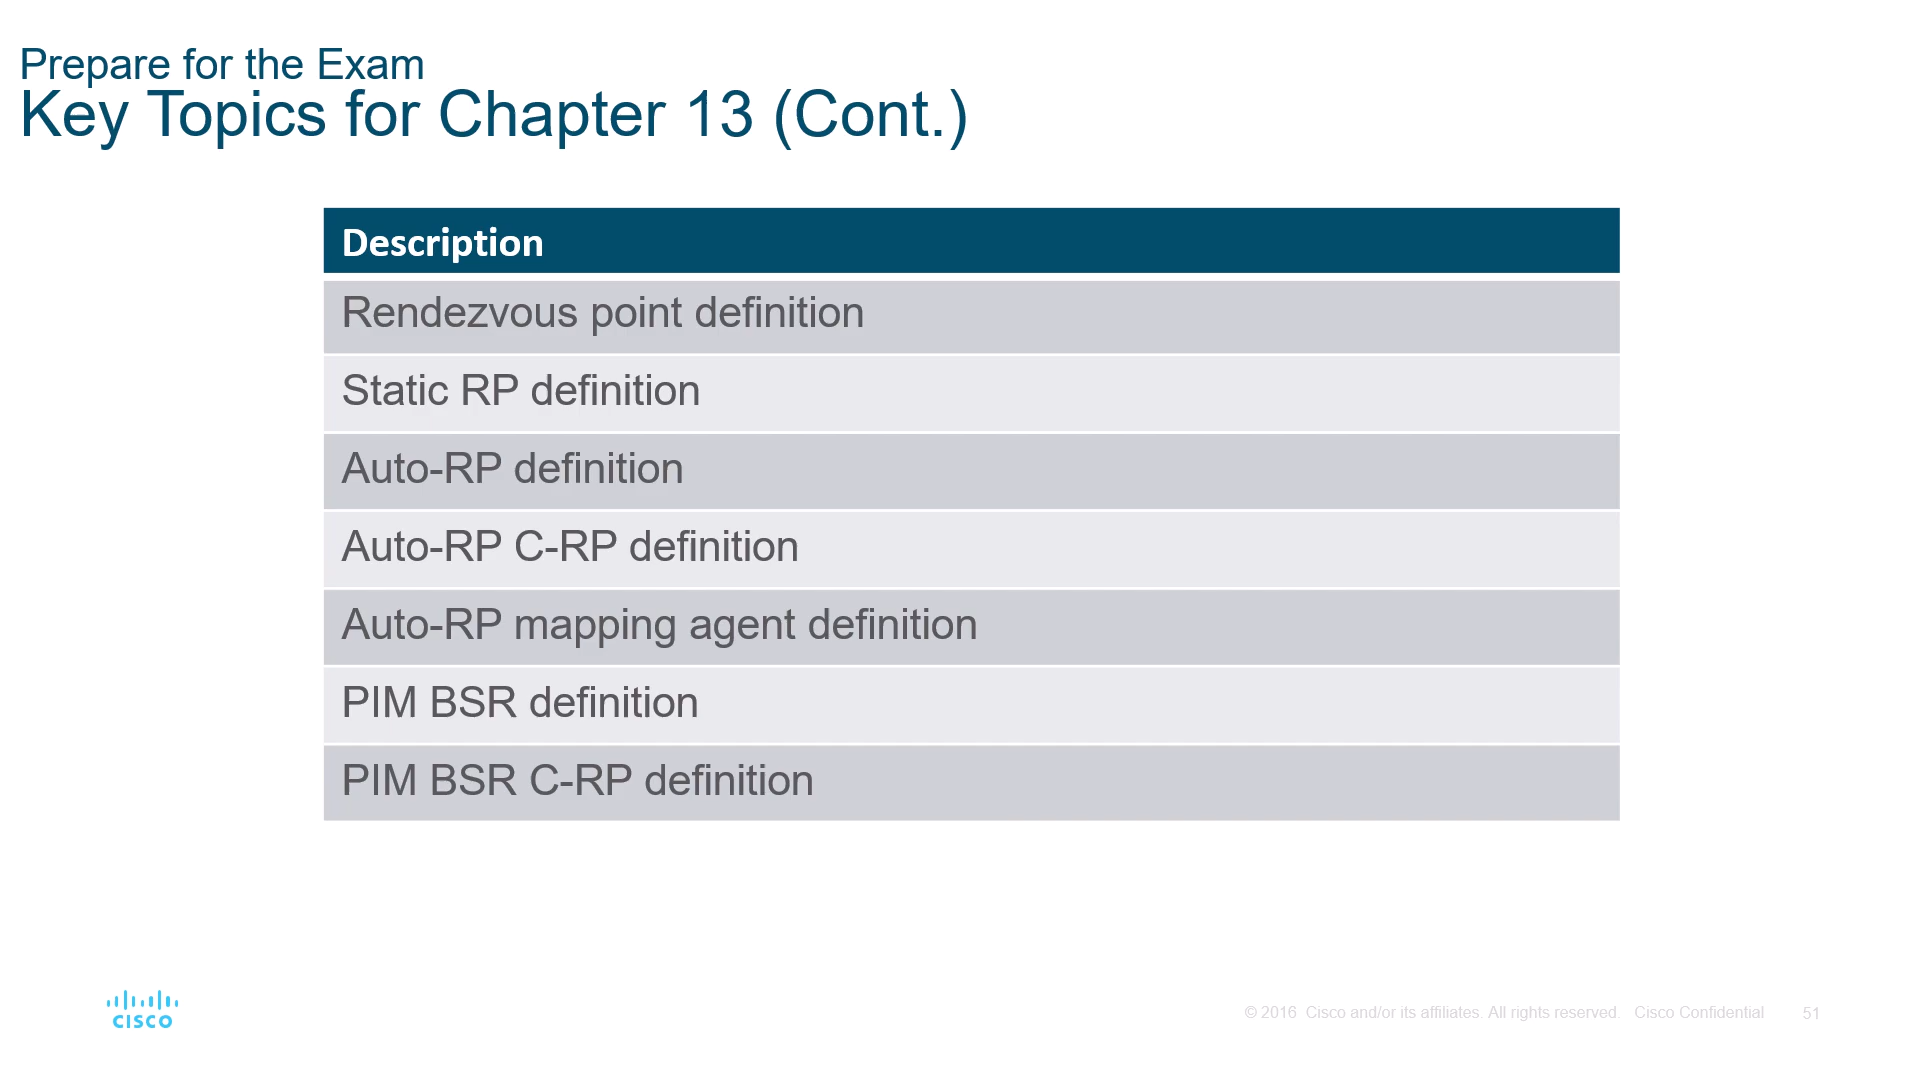 Prepare for the Exam
Key Topics for Chapter 13 (Cont.)
Description
Rendezvous point definition
Static RP definition
Auto-RP definition
Auto-RP C-RP definition
Auto-RP mapping agent definition
PIM BSR definition
PIM BSR C-RP definition
CISCO
© 2016 Cisco and/or its affiliates. All rights reserved. Cisco Confidential 51